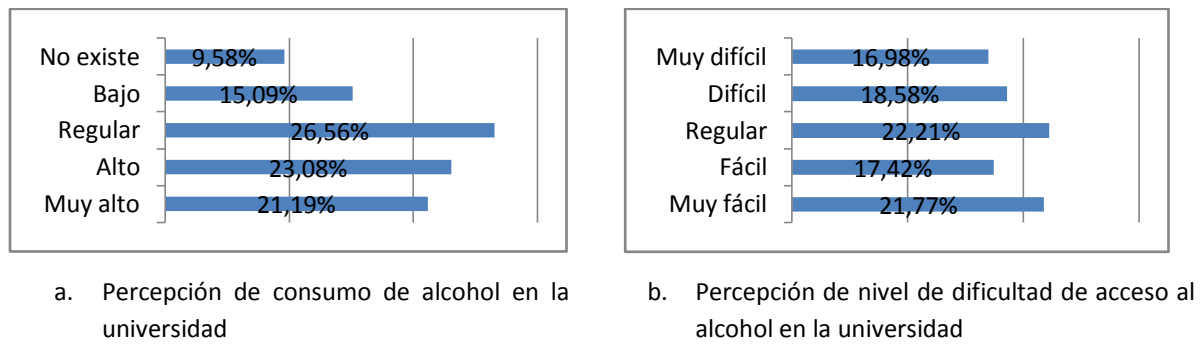 No existe 9,58%
Bajo 15,09%
Regular 26,56%
Alto 23,08%
Muy alto 21,19%
a. Percepción de consumo de alcohol en la
universidad
Muy difícil 16,98%
Difícil 18,58%
Regular 22,21%
Fácil 17,42%
Muy fácil 21,77%
b. Percepción de nivel de dificultad de acceso al
alcohol en la universidad